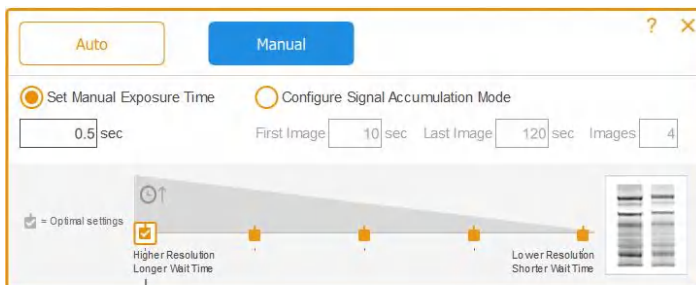 Auto
Manual
? ×
Set Manual Exposure Time
Configure Signal Accumulation Mode
0.5 sec
First Image 10 sec Last Image 120 sec Images 4
= Optimal settings
Higher Resolution
Longer Wait Time
Lower Resolution
Shorter Wait Time